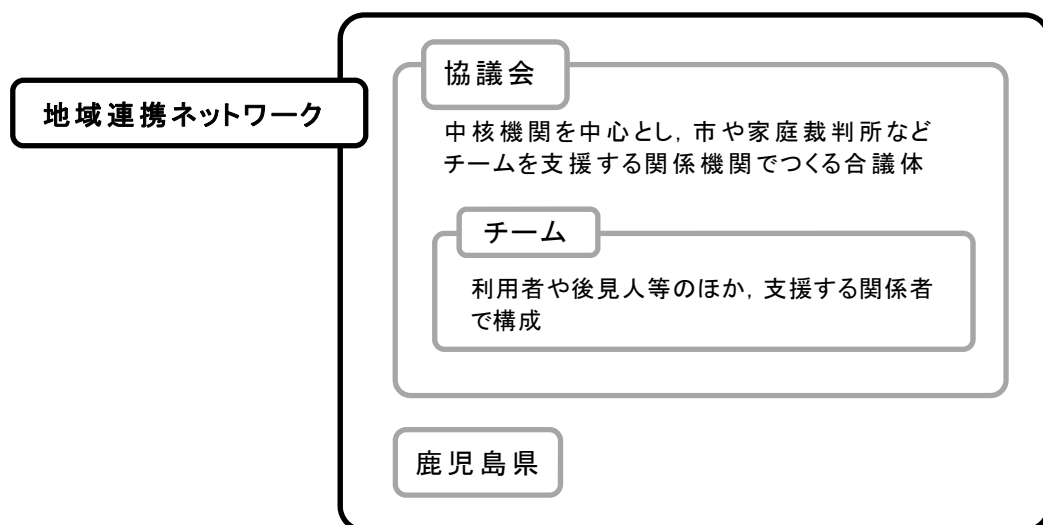 地域連携ネットワーク
協議会
中核機関を中心とし，市や家庭裁判所など
チームを支援する関係機関でつくる合議体
チーム
利用者や後見人等のほか，支援する関係者
で構成
鹿児島県